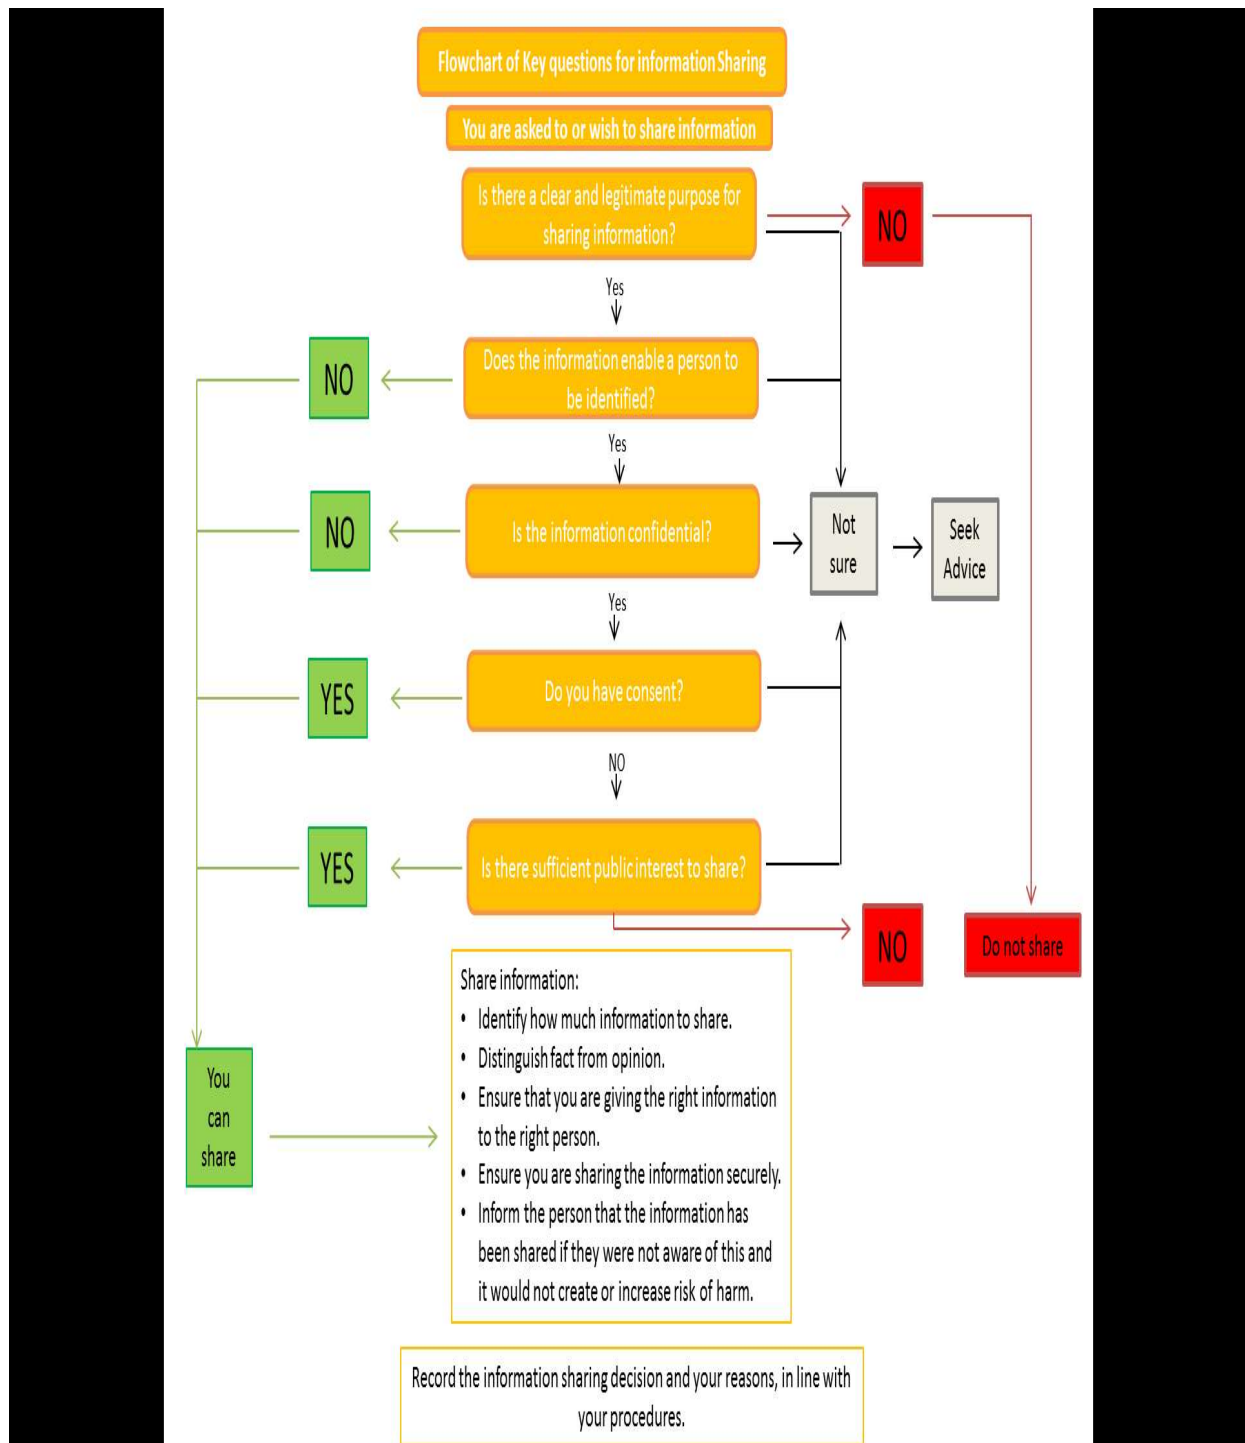 Flowchart of Key questions for information Sharing
You are asked to or wish to share information
Is there a clear and legitimate purpose for
sharing information?
NO
Yes
NO
Does the information enable a person to
be identified?
Yes
NO
Is the information confidential?
Not
sure
Seek
Advice
Yes
YES
Do you have consent?
NO
YES
Is there sufficient public interest to share?
NO
Do not share
Share information:
• Identify how much information to share.
• Distinguish fact from opinion.
• Ensure that you are giving the right information
to the right person.
• Ensure you are sharing the information securely.
• Inform the person that the information has
been shared if they were not aware of this and
it would not create or increase risk of harm.
You
can
share
Record the information sharing decision and your reasons, in line with
your procedures.